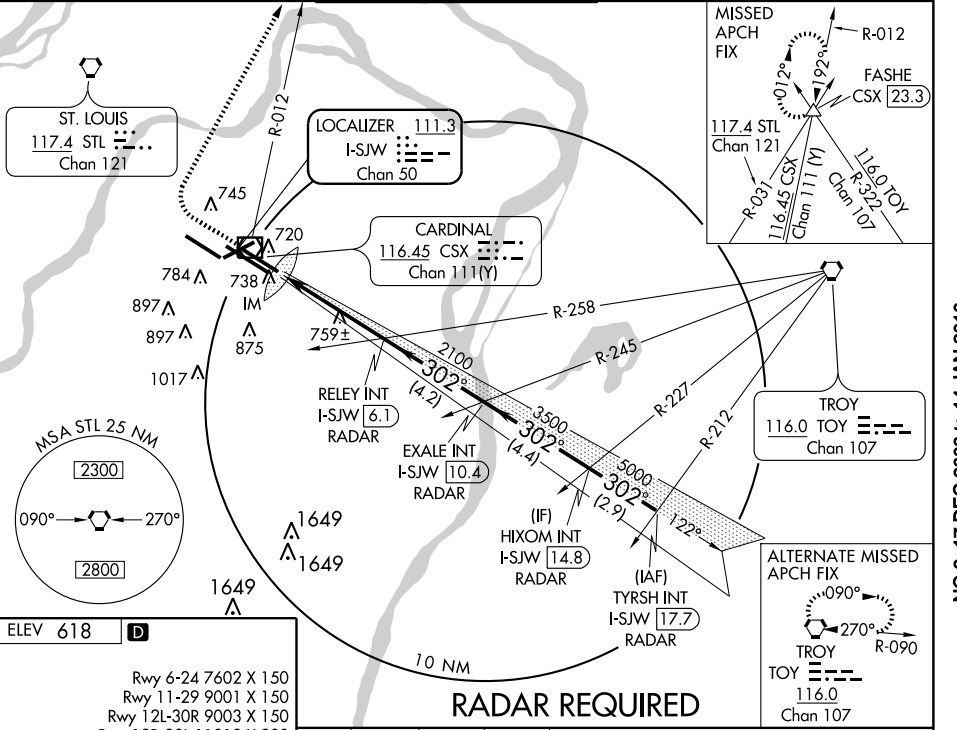 ST. LOUIS
117.4 STL
Chan 121
R-012
LOCALIZER 111.3
I-SJW
Chan 50
MISSED
APCH
FIX
R-012
012°
192°
FASHE
CSX 23.3
117.4 STL
Chan 121
R-031
116.45 CSX
Chan 111 (Y)
116.0 TOY
R-322
Chan 107
745
720
CARDINAL
116.45 CSX
Chan 111(Y)
784
738
IM
897
897
875
759±
1017
R-258
R-245
R-227
R-212
2100
302°
(4.2)
3500
302°
(4.4)
5000
302°
(2.9)
122°
RELEY INT
I-SJW 6.1
RADAR
EXALE INT
I-SJW 10.4
RADAR
(IF)
HIXOM INT
I-SJW 14.8
RADAR
(IAF)
TYRSH INT
I-SJW 17.7
RADAR
TROY
116.0 TOY
Chan 107
MSA STL 25 NM
2300
090° 270°
2800
1649
1649
1649
10 NM
RADAR REQUIRED
ALTERNATE MISSED
APCH FIX
090°
270°
R-090
TROY
TOY
116.0
Chan 107
ELEV 618 D
Rwy 6-24 7602 X 150
Rwy 11-29 9001 X 150
Rwy 12L-30R 9003 X 150